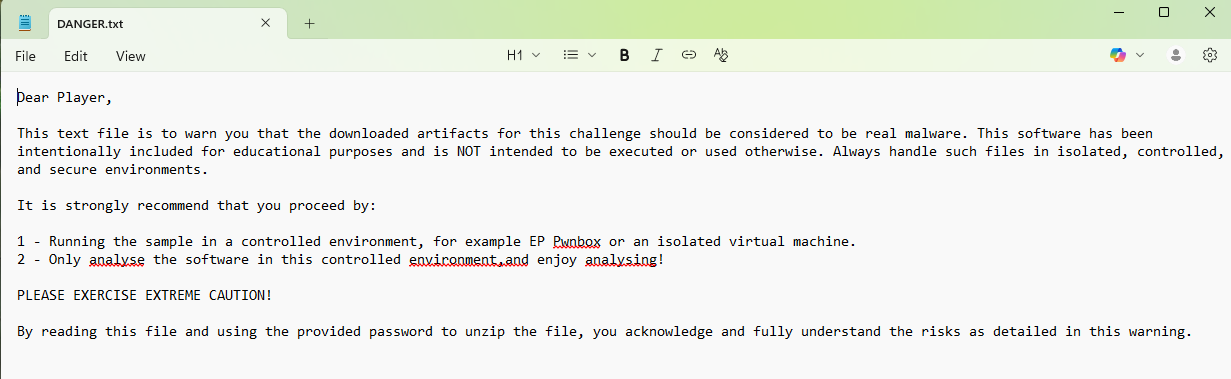 DANGER.txt
File Edit View H1 B I
Dear Player,
This text file is to warn you that the downloaded artifacts for this challenge should be considered to be real malware. This software has been
intentionally included for educational purposes and is NOT intended to be executed or used otherwise. Always handle such files in isolated, controlled,
and secure environments.
It is strongly recommend that you proceed by:
1 - Running the sample in a controlled environment, for example EP Pwnbox or an isolated virtual machine.
2 - Only analyse the software in this controlled environment,and enjoy analysing!
PLEASE EXERCISE EXTREME CAUTION!
By reading this file and using the provided password to unzip the file, you acknowledge and fully understand the risks as detailed in this warning.